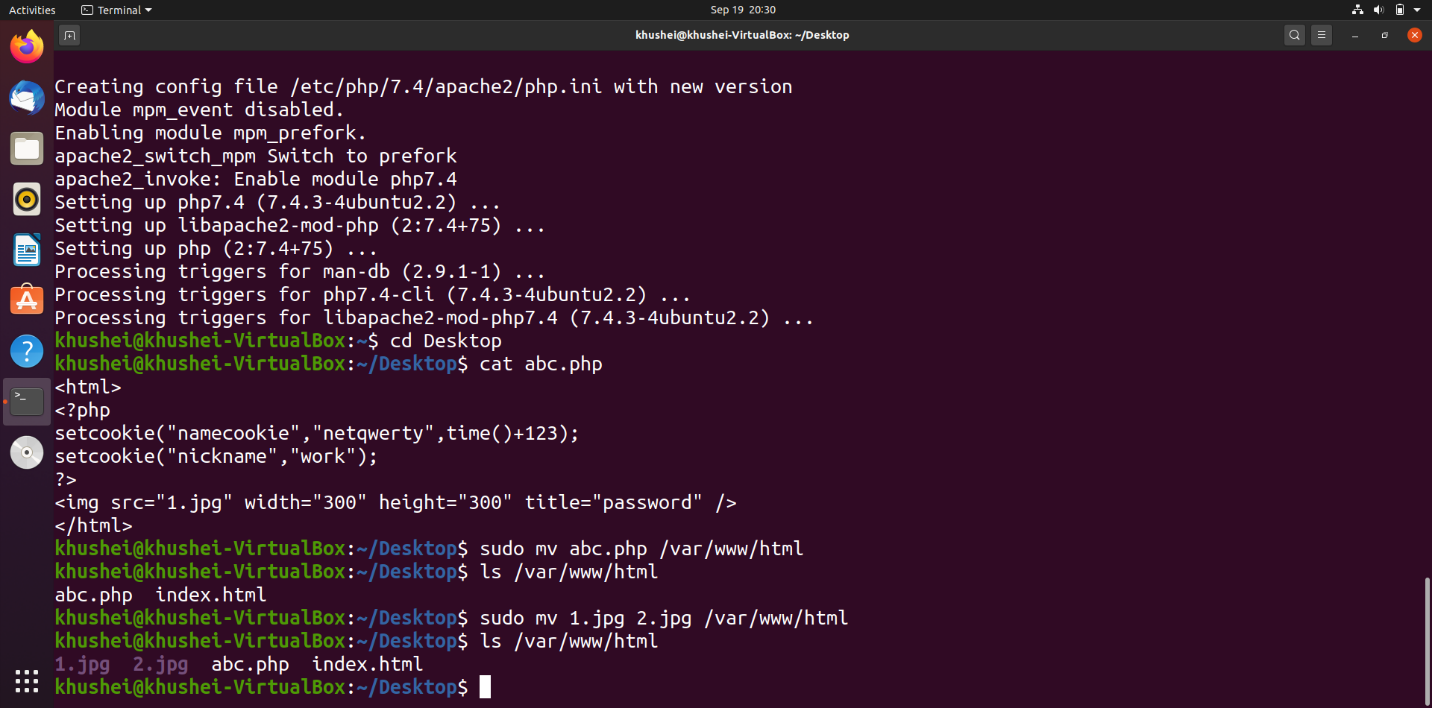 Activities Terminal Sep 19 20:30
khushei@khushei-VirtualBox: ~/Desktop
Creating config file /etc/php/7.4/apache2/php.ini with new version
Module mpm_event disabled.
Enabling module mpm_prefork.
apache2_switch_mpm Switch to prefork
apache2_invoke: Enable module php7.4
Setting up php7.4 (7.4.3-4ubuntu2.2) ...
Setting up libapache2-mod-php (2:7.4+75) ...
Setting up php (2:7.4+75) ...
Processing triggers for man-db (2.9.1-1) ...
Processing triggers for php7.4-cli (7.4.3-4ubuntu2.2) ...
Processing triggers for libapache2-mod-php7.4 (7.4.3-4ubuntu2.2) ...
khushei@khushei-VirtualBox:~$ cd Desktop
khushei@khushei-VirtualBox:~/Desktop$ cat abc.php
<html>
<?php
setcookie("namecookie","netqwerty",time()+123);
setcookie("nickname","work");
?>
<img src="1.jpg" width="300" height="300" title="password" />
</html>
khushei@khushei-VirtualBox:~/Desktop$ sudo mv abc.php /var/www/html
khushei@khushei-VirtualBox:~/Desktop$ ls /var/www/html
abc.php  index.html
khushei@khushei-VirtualBox:~/Desktop$ sudo mv 1.jpg 2.jpg /var/www/html
khushei@khushei-VirtualBox:~/Desktop$ ls /var/www/html
1.jpg  2.jpg  abc.php  index.html
khushei@khushei-VirtualBox:~/Desktop$